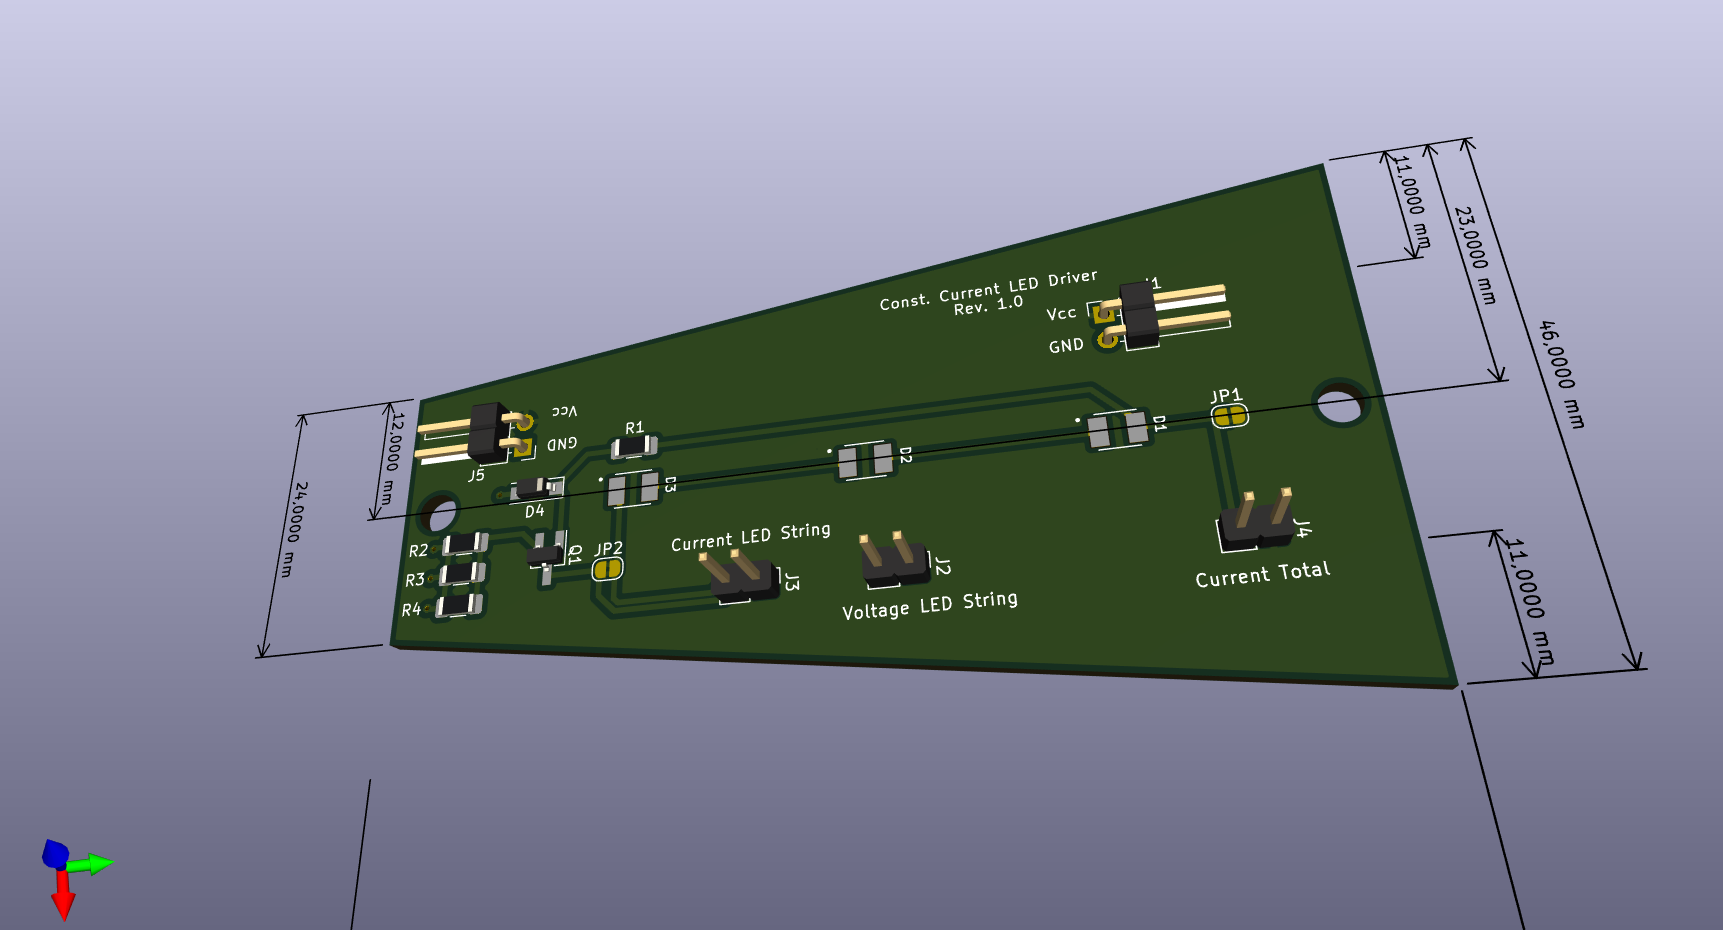 11,0000 mm
23,0000 mm
46,0000 mm
Const. Current LED Driver
Rev. 1.0
Vcc
GND
JP1
D1
12,0000 mm
24,0000 mm
Vcc
GND
J5
R1
D2
D3
D4
Q1
JP2
R2
R3
R4
Current LED String
J3
J2
Voltage LED String
J4
Current Total
11,0000 mm